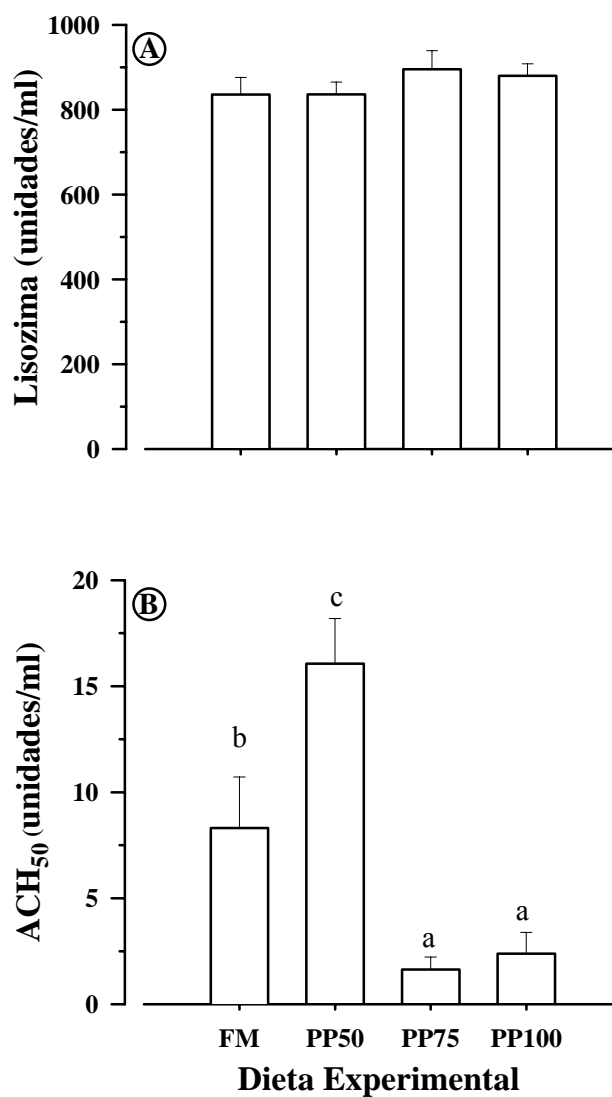 A
Lisozima (unidades/ml)
1000
800
600
400
200
0
B
ACH50 (unidades/ml)
20
15
10
5
0
b
c
a
a
FM PP50 PP75 PP100
Dieta Experimental